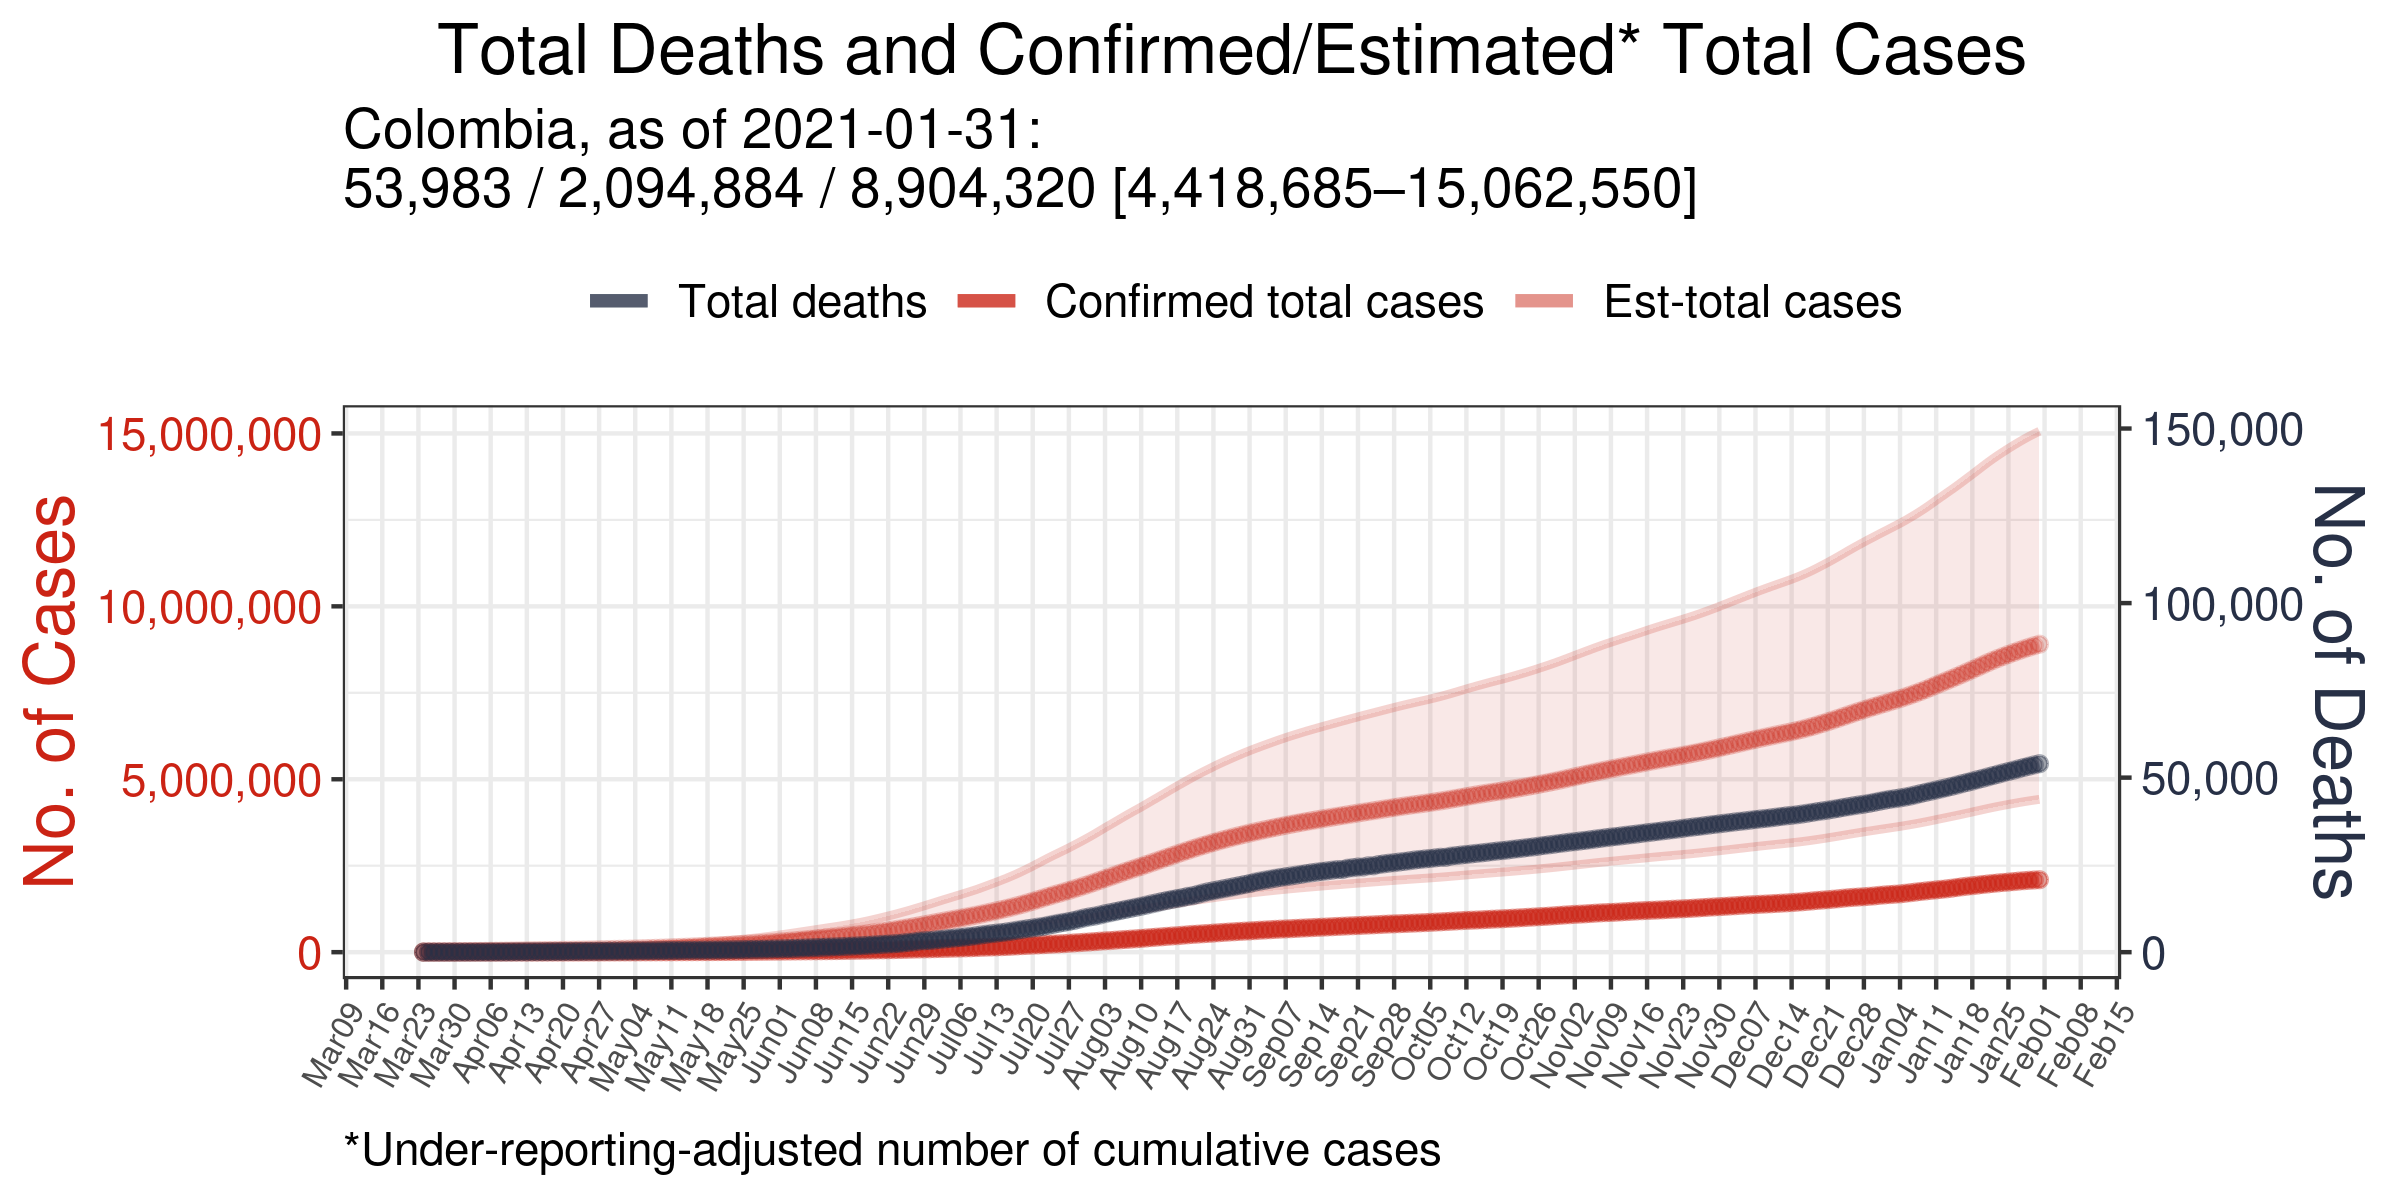 Total Deaths and Confirmed/Estimated* Total Cases
Colombia, as of 2021-01-31:
53,983 / 2,094,884 / 8,904,320 [4,418,685–15,062,550]
Total deaths
Confirmed total cases
Est-total cases
No. of Cases
15,000,000
10,000,000
5,000,000
0
150,000
100,000
50,000
0
No. of Deaths
Mar09
Mar16
Mar23
Mar30
Apr06
Apr13
Apr20
Apr27
May04
May11
May18
May25
Jun01
Jun08
Jun15
Jun22
Jun29
Jul06
Jul13
Jul20
Jul27
Aug03
Aug10
Aug17
Aug24
Aug31
Sep07
Sep14
Sep21
Sep28
Oct05
Oct12
Oct19
Oct26
Nov02
Nov09
Nov16
Nov23
Nov30
Dec07
Dec14
Dec21
Dec28
Jan04
Jan11
Jan18
Jan25
Feb01
Feb08
Feb15
*Under-reporting-adjusted number of cumulative cases